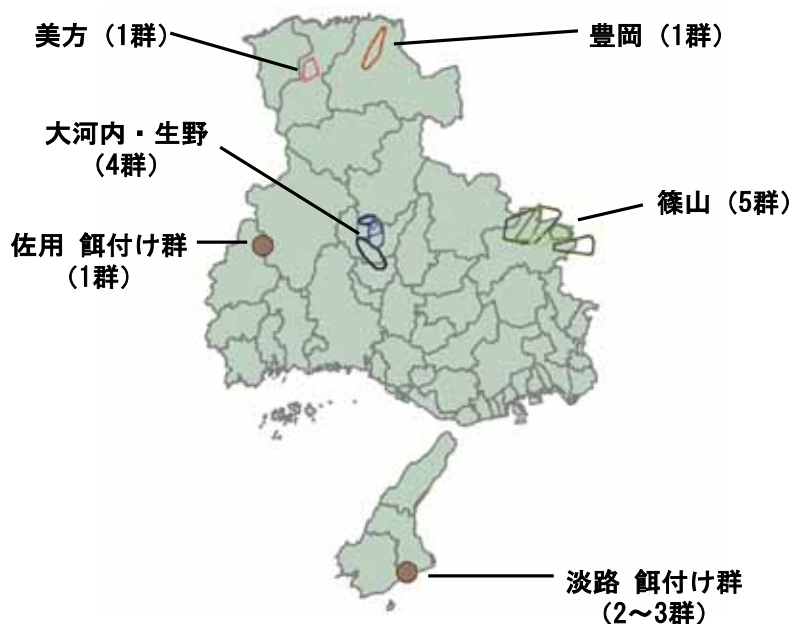 美方（1群）
豊岡（1群）
大河内・生野
（4群）
篠山（5群）
佐用 餌付け群
（1群）
淡路 餌付け群
（2～3群）